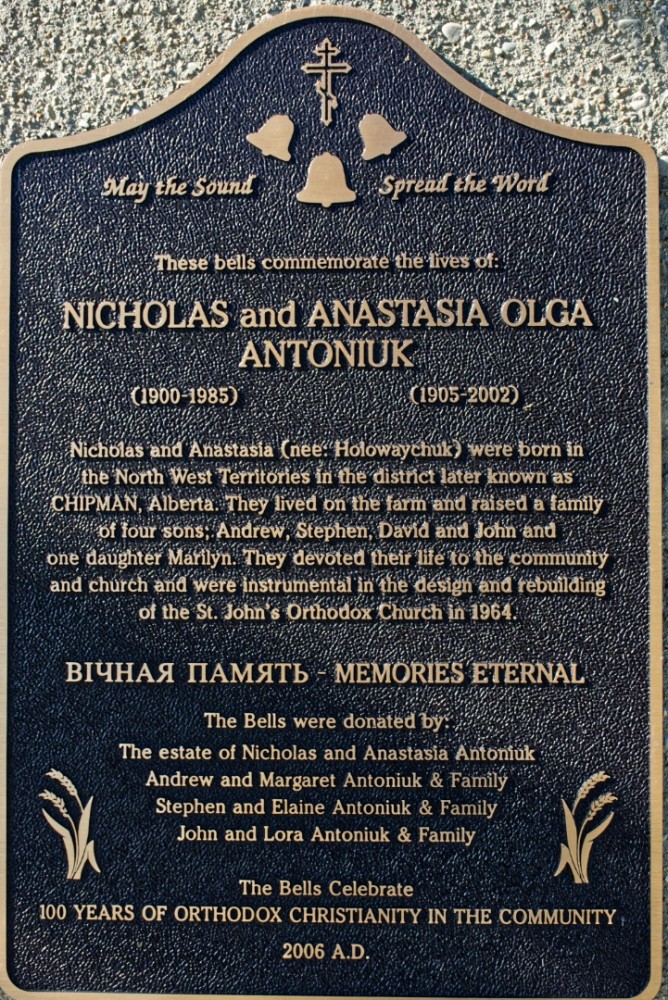 May the Sound Spread the Word
These bells commemorate the lives of:
NICHOLAS and ANASTASIA OLGA
ANTONIUK
(1900-1985) (1905-2002)
Nicholas and Anastasia (nee: Holowaychuk) were born in
the North West Territories in the district later known as
CHIPMAN, Alberta. They lived on the farm and raised a family
of four sons; Andrew, Stephen, David and John and
one daughter Marilyn. They devoted their life to the community
and church and were instrumental in the design and rebuilding
of the St. John's Orthodox Church in 1964.
ВІЧНАЯ ПАМЯТЬ - MEMORIES ETERNAL
The Bells were donated by:
The estate of Nicholas and Anastasia Antoniuk
Andrew and Margaret Antoniuk & Family
Stephen and Elaine Antoniuk & Family
John and Lora Antoniuk & Family
The Bells Celebrate
100 YEARS OF ORTHODOX CHRISTIANITY IN THE COMMUNITY
2006 A.D.